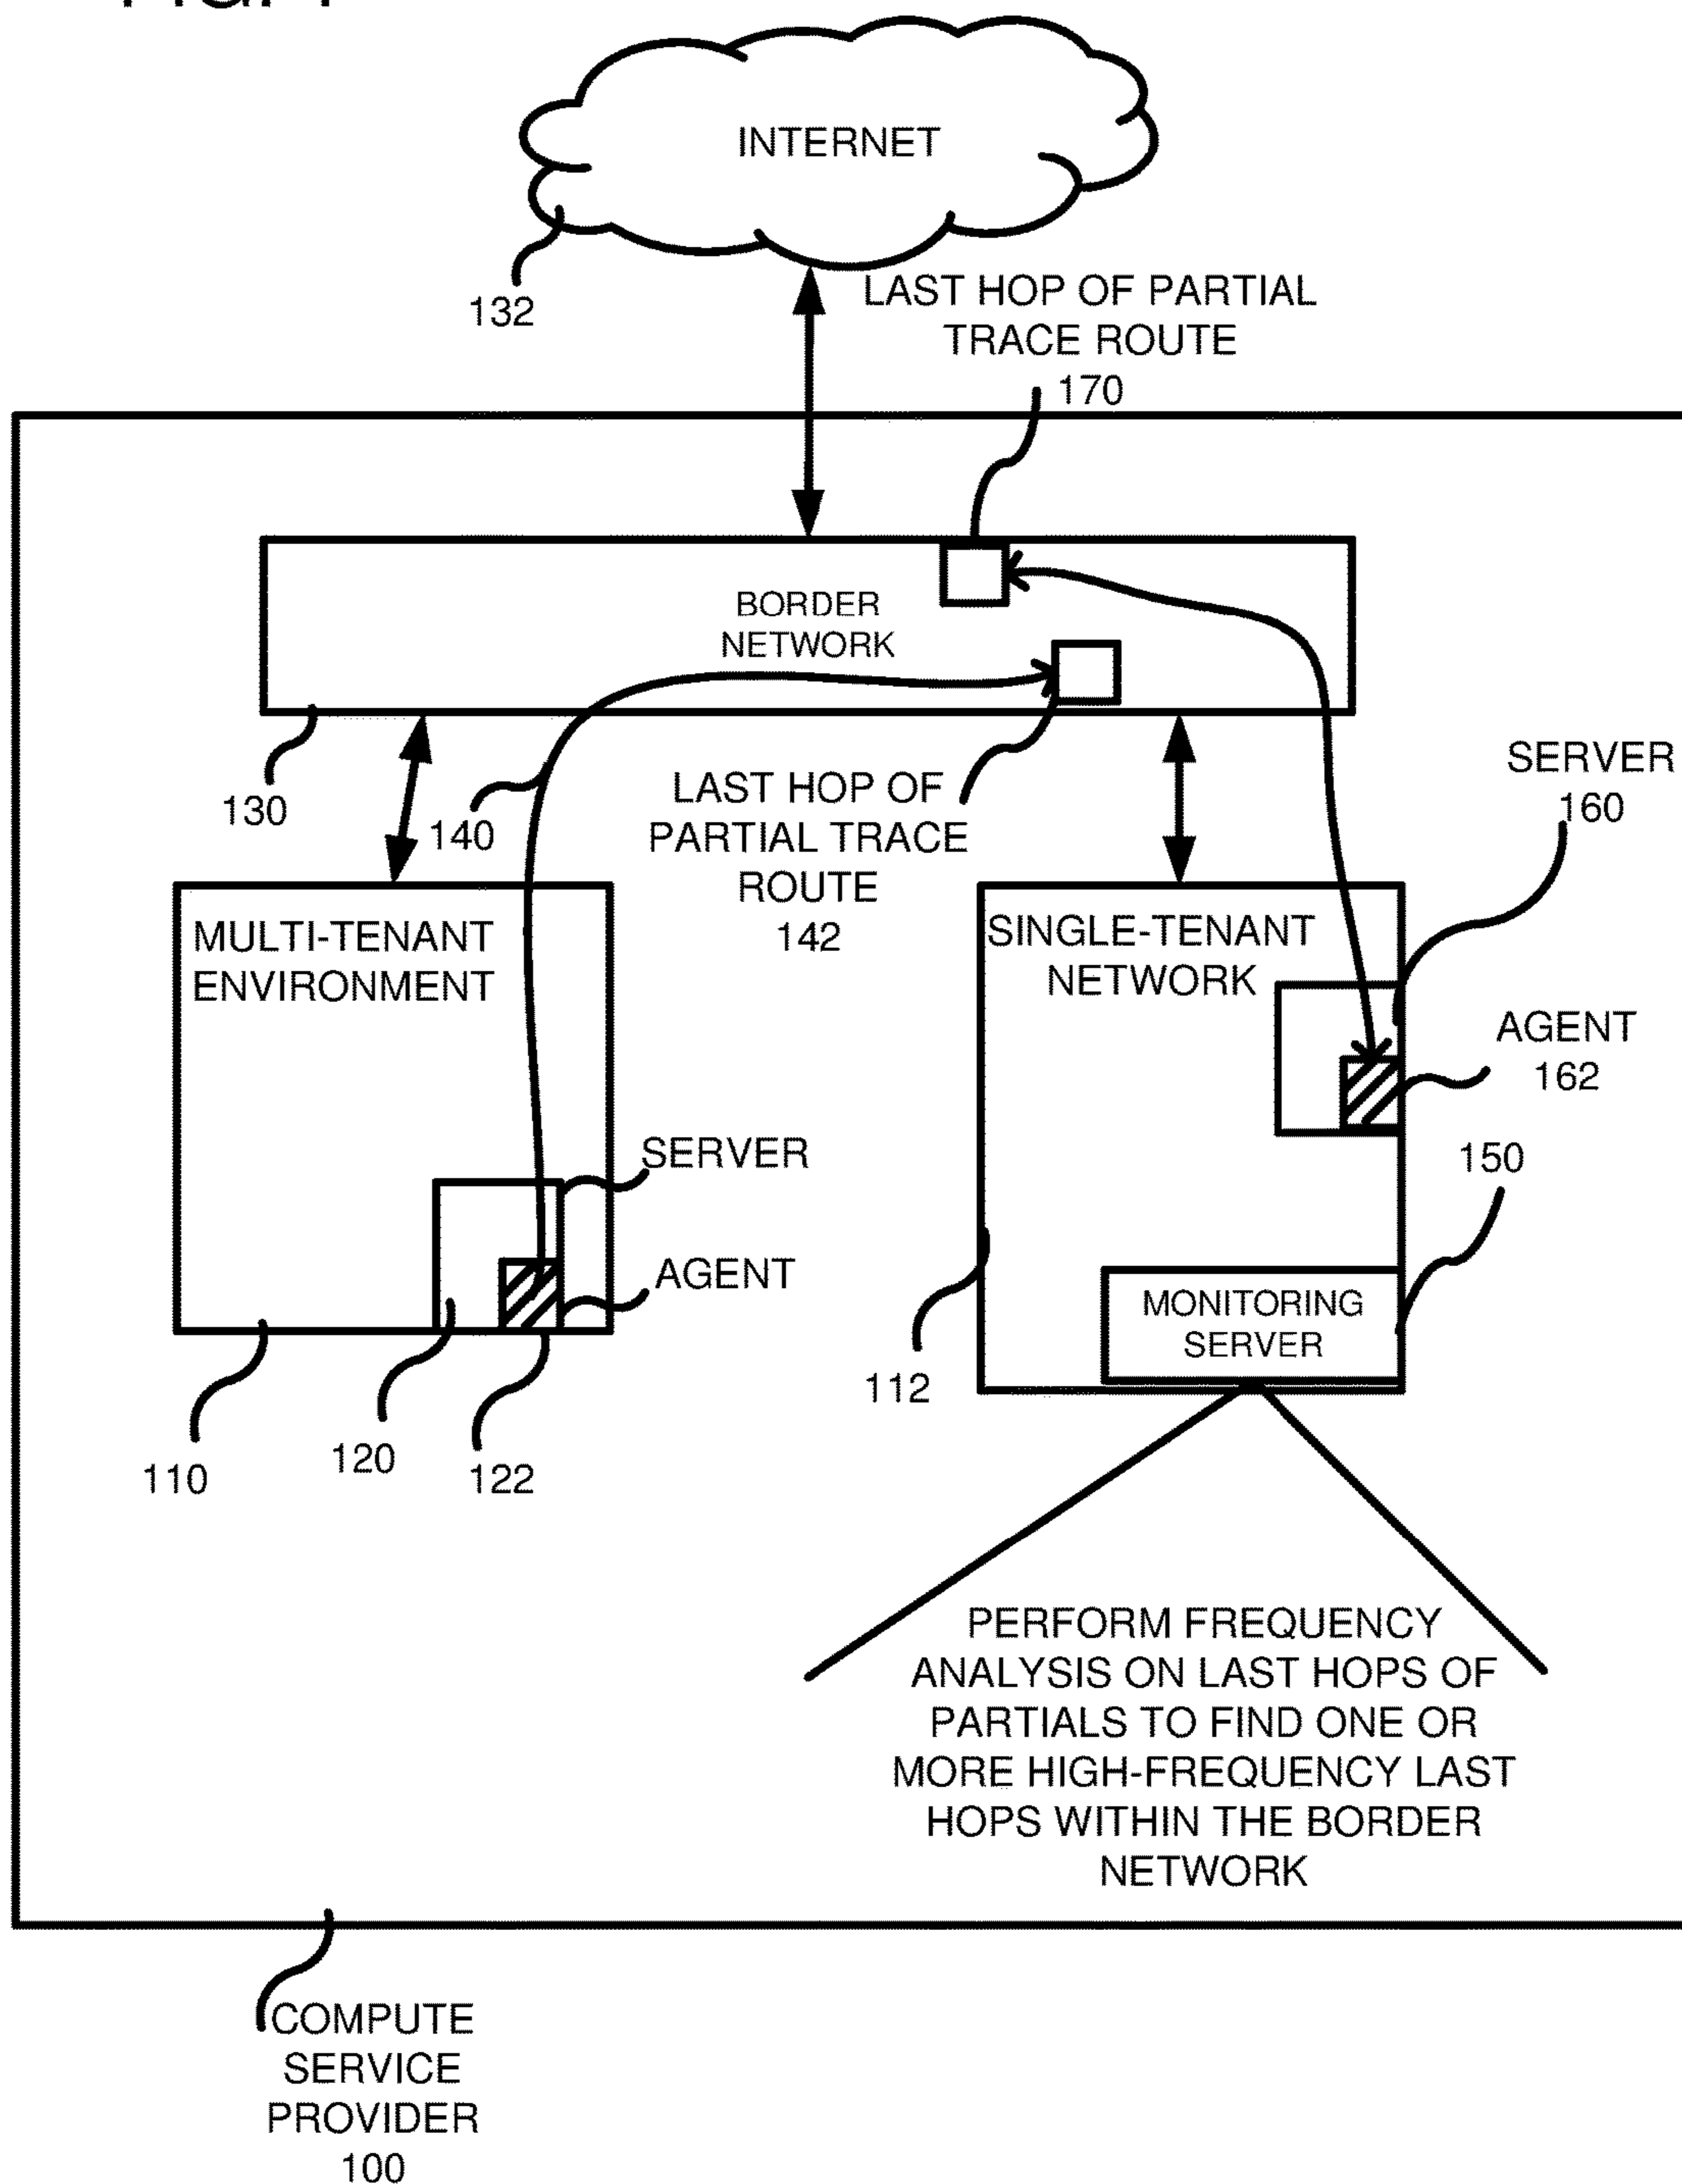 INTERNET
132
LAST HOP OF PARTIAL
TRACE ROUTE
170
BORDER
NETWORK
130
140
LAST HOP OF
PARTIAL TRACE
ROUTE
142
SERVER
160
MULTI-TENANT
ENVIRONMENT
SINGLE-TENANT
NETWORK
AGENT
162
SERVER
150
AGENT
MONITORING
SERVER
112
110
120
122
PERFORM FREQUENCY
ANALYSIS ON LAST HOPS OF
PARTIALS TO FIND ONE OR
MORE HIGH-FREQUENCY LAST
HOPS WITHIN THE BORDER
NETWORK
COMPUTE
SERVICE
PROVIDER
100